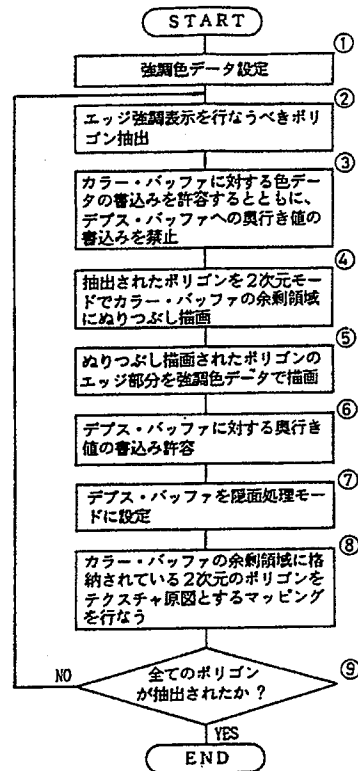 START
①
強調色データ設定
②
エッジ強調表示を行なうべきポリ
ゴン抽出
③
カラー・バッファに対する色デー
タの書込みを許容するとともに、
デプス・バッファへの奥行き値の
書込みを禁止
④
抽出されたポリゴンを2次元モー
ドでカラー・バッファの余剰領域
にぬりつぶし描画
⑤
ぬりつぶし描画されたポリゴンの
エッジ部分を強調色データで描画
⑥
デプス・バッファに対する奥行き
値の書込み許容
⑦
デプス・バッファを隠面処理モー
ドに設定
⑧
カラー・バッファの余剰領域に格
納されている2次元のポリゴンを
テクスチャ原図とするマッピング
を行なう
⑨
全てのポリゴン
が抽出されたか?
NO
YES
END